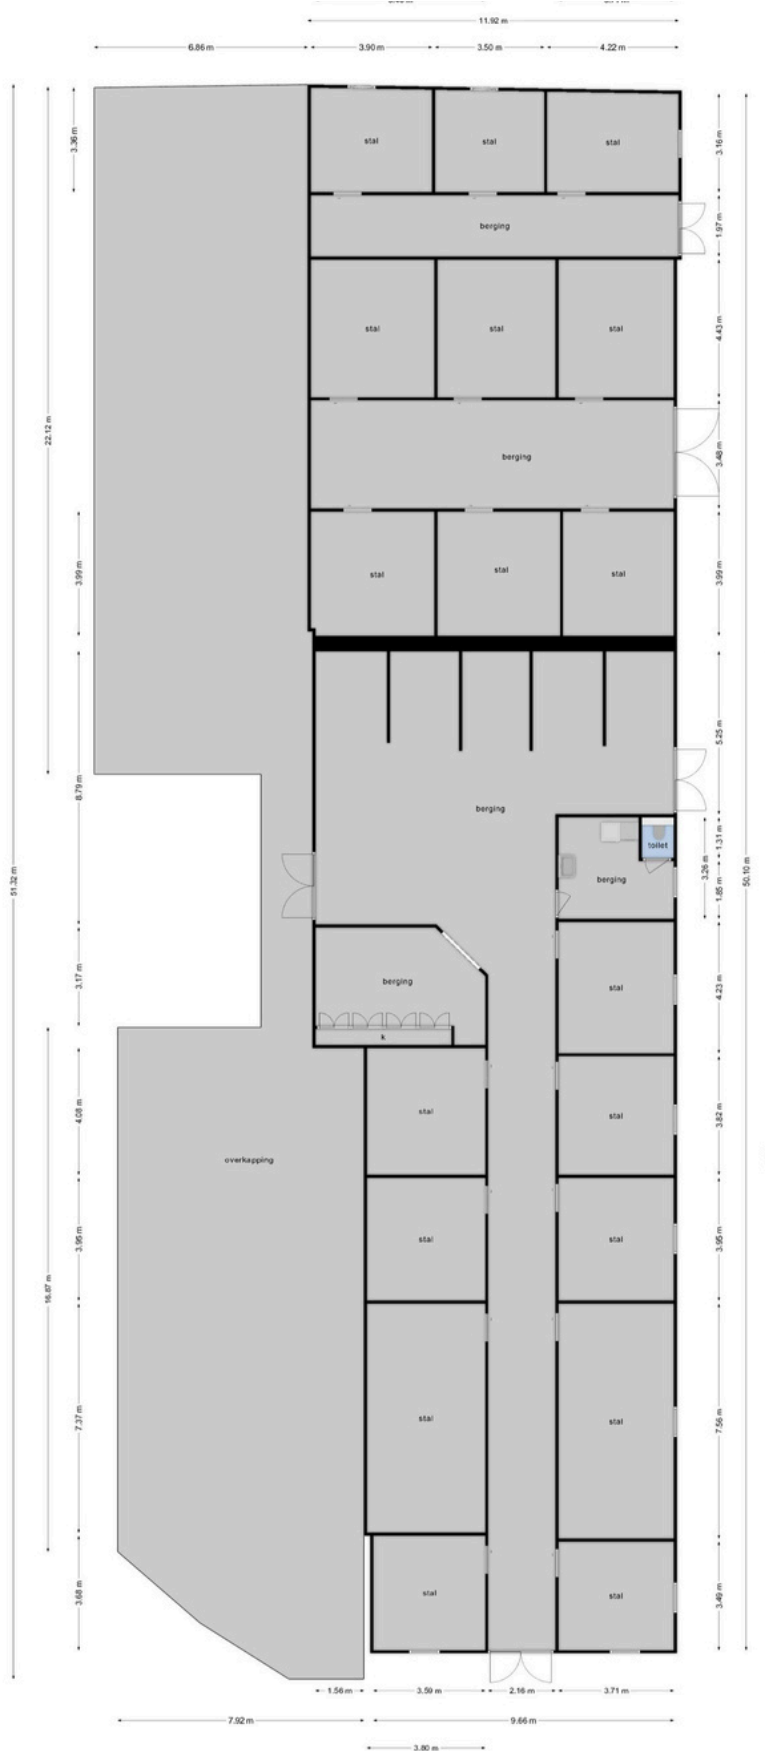 11.92 m
6.86 m
3.90 m
3.50 m
4.22 m
3.36 m
stal
stal
stal
3.16 m
berging
1.97 m
stal
stal
stal
4.43 m
22.12 m
berging
3.48 m
stal
stal
stal
3.99 m
3.99 m
5.25 m
8.79 m
berging
toilet
1.31 m
3.26 m
berging
1.85 m
51.32 m
50.10 m
3.17 m
berging
stal
4.23 m
k
4.08 m
stal
stal
3.82 m
overkapping
3.95 m
stal
stal
3.95 m
16.87 m
7.37 m
stal
stal
7.56 m
3.68 m
stal
stal
3.49 m
1.56 m
3.59 m
2.16 m
3.71 m
7.92 m
9.66 m
3.80 m